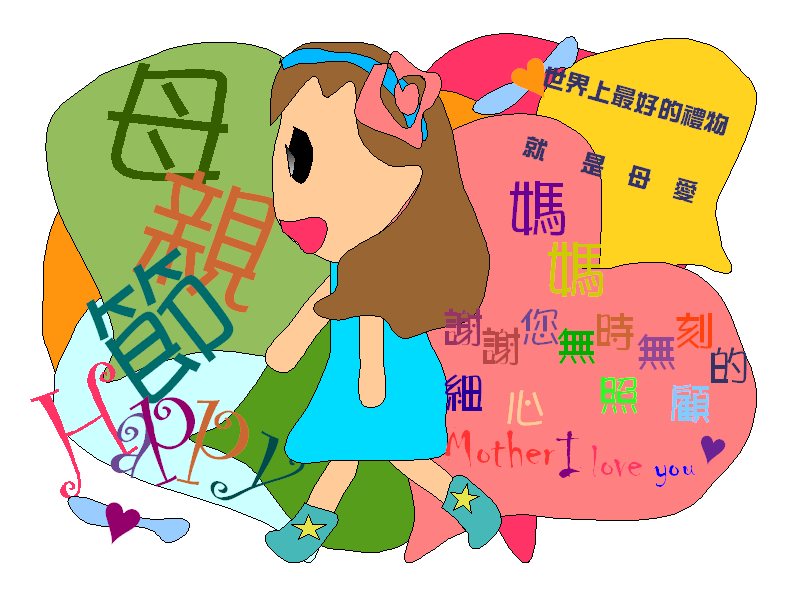 母親節
Happy
世界上最好的禮物
就是母愛
媽媽
謝謝您無時無刻的
細心照顧
Mother I love you